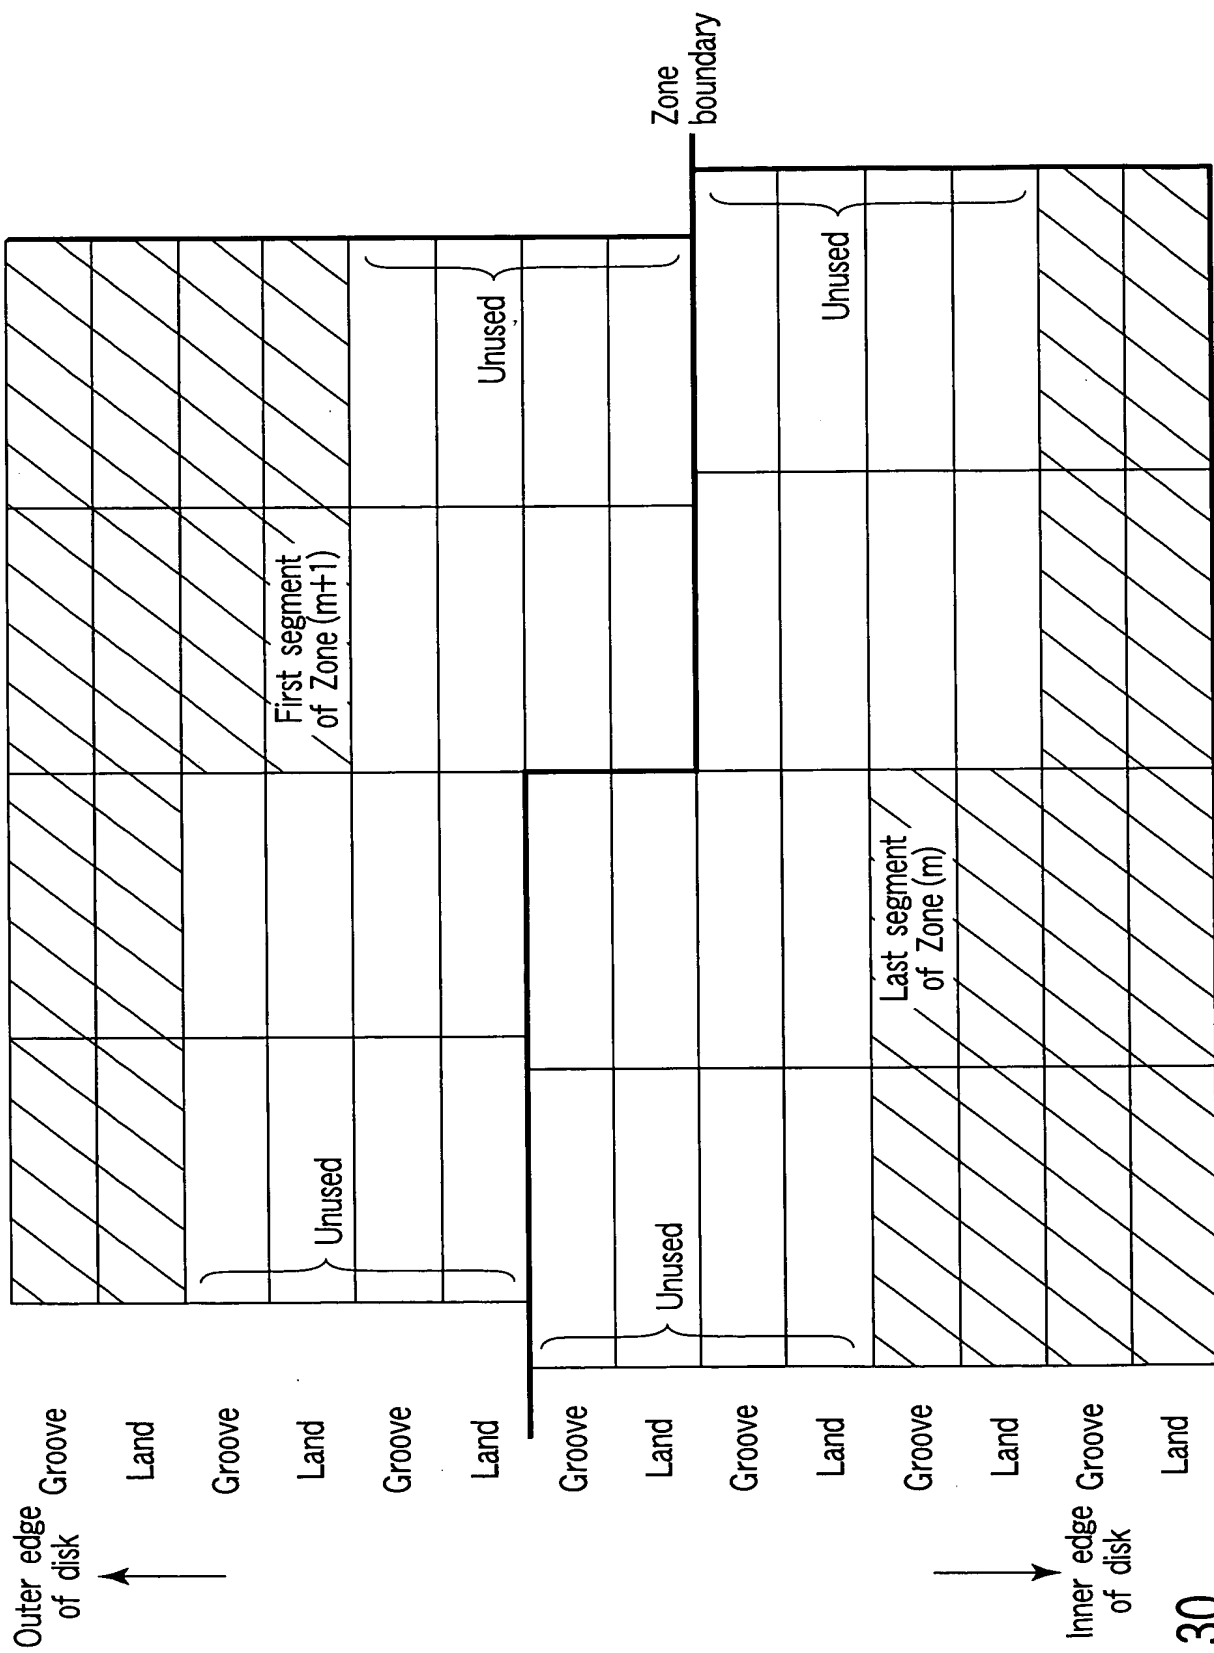 Outer edge
of disk
Groove
Land
Groove
Land
Groove
Land
Groove
Land
Groove
Land
Groove
Land
Groove
Land
Inner edge
of disk
First segment
of Zone (m+1)
Unused
Unused
Zone
boundary
Unused
Unused
Last segment
of Zone (m)
30